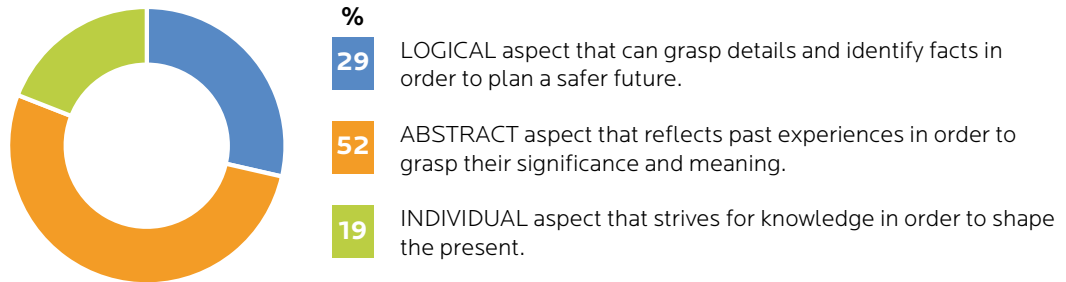 %
29 LOGICAL aspect that can grasp details and identify facts in
order to plan a safer future.
52 ABSTRACT aspect that reflects past experiences in order to
grasp their significance and meaning.
19 INDIVIDUAL aspect that strives for knowledge in order to shape
the present.